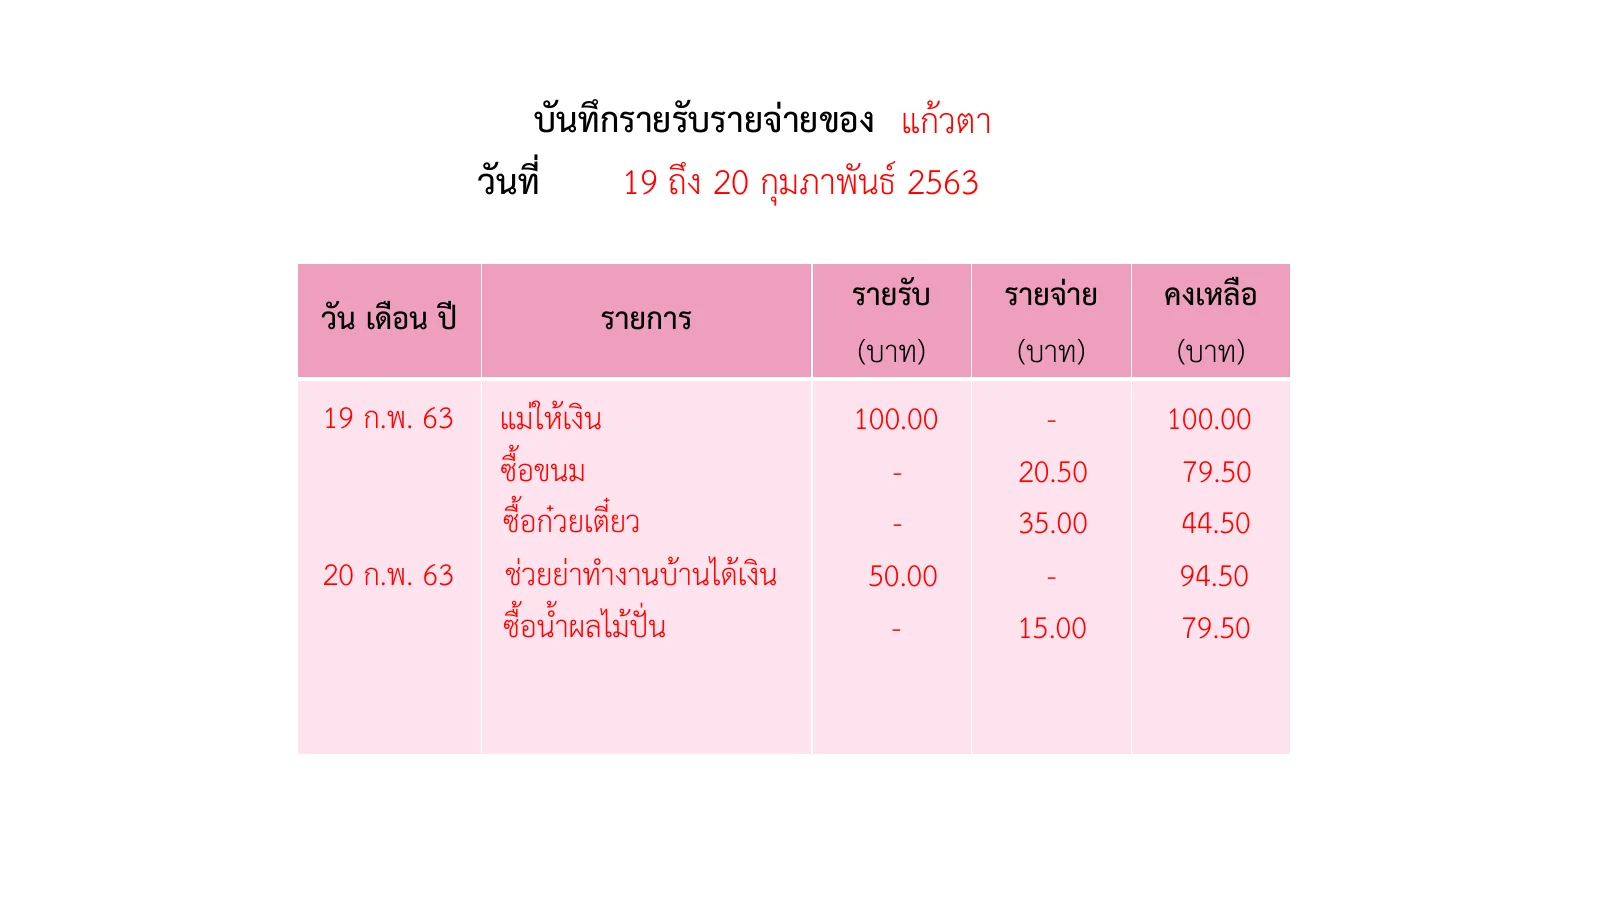 บันทึกรายรับรายจ่ายของ แก้วตา
วันที่ 19 ถึง 20 กุมภาพันธ์ 2563
วัน เดือน ปี รายการ รายรับ (บาท) รายจ่าย (บาท) คงเหลือ (บาท)
19 ก.พ. 63 แม่ให้เงิน 100.00 - 100.00
ซื้อขนม - 20.50 79.50
ซื้อก๋วยเตี๋ยว - 35.00 44.50
20 ก.พ. 63 ช่วยย่าทำงานบ้านได้เงิน 50.00 - 94.50
ซื้อน้ำผลไม้ปั่น - 15.00 79.50